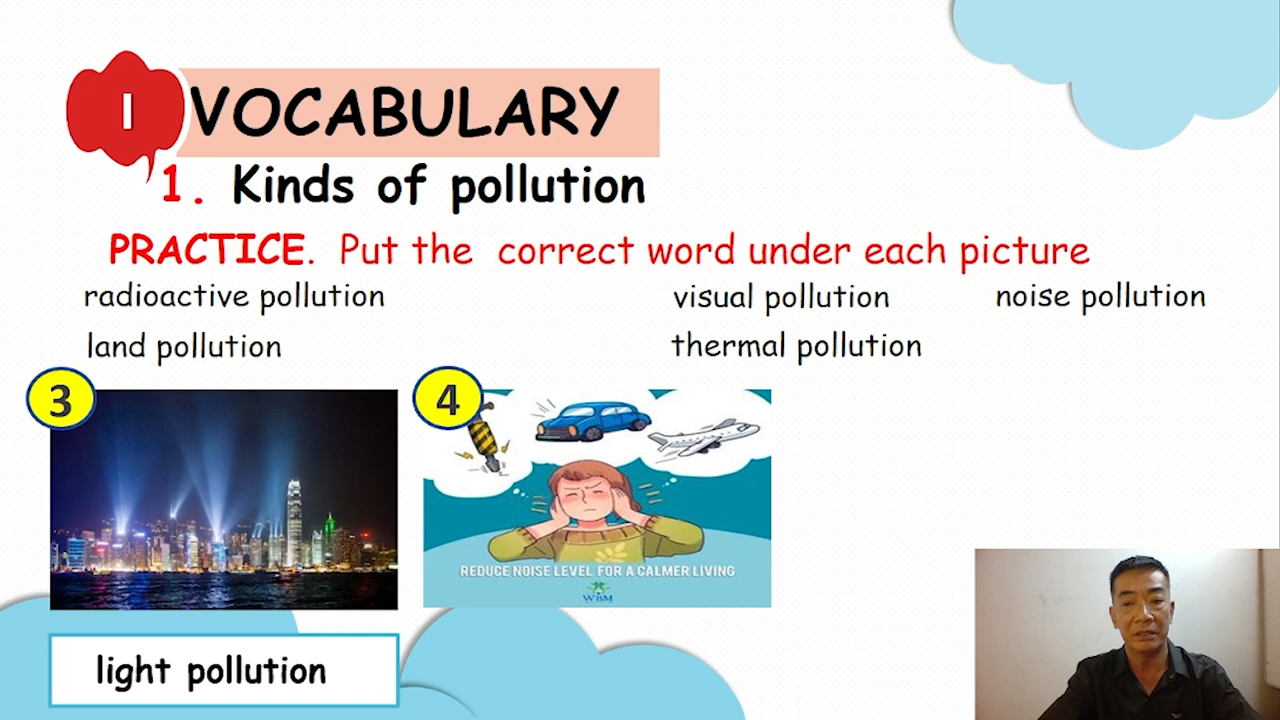 I
VOCABULARY
1. Kinds of pollution
PRACTICE. Put the correct word under each picture
radioactive pollution visual pollution noise pollution
land pollution thermal pollution
3
4
REDUCE NOISE LEVEL FOR A CALMER LIVING
WBM
light pollution